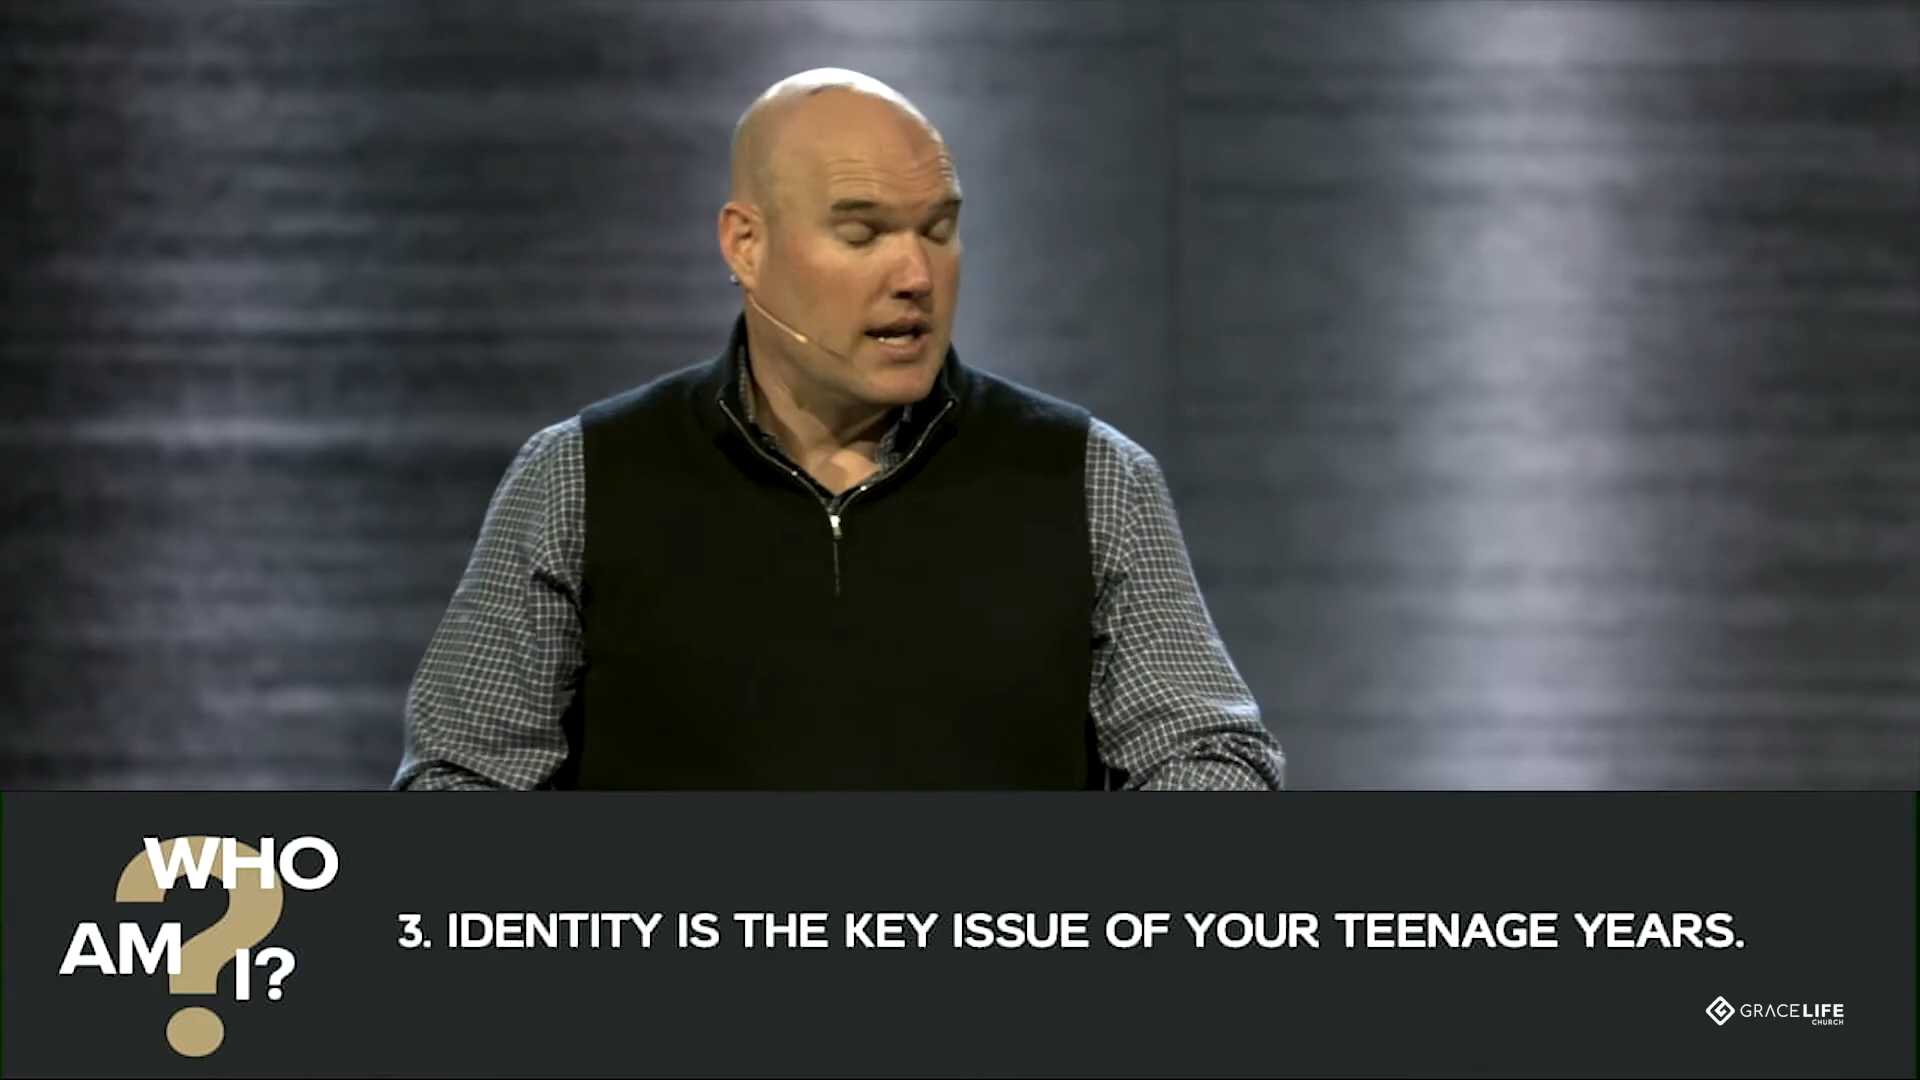 WHO
AM I?
3. IDENTITY IS THE KEY ISSUE OF YOUR TEENAGE YEARS.
GRACELIFE
CHURCH